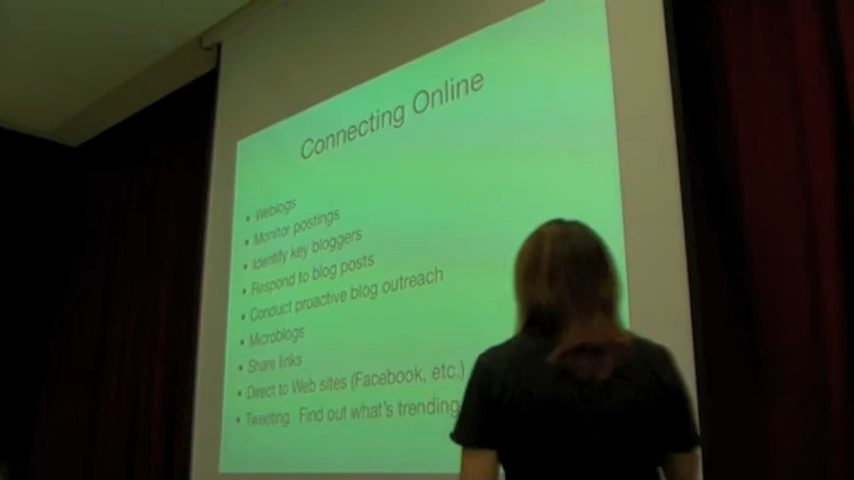 Connecting Online
• Weblogs
• Monitor postings
• Identify key bloggers
• Respond to blog posts
• Conduct proactive blog outreach
• Microblogs
• Share links
• Direct to Web sites (Facebook, etc.)
• Tweeting. Find out what's trending